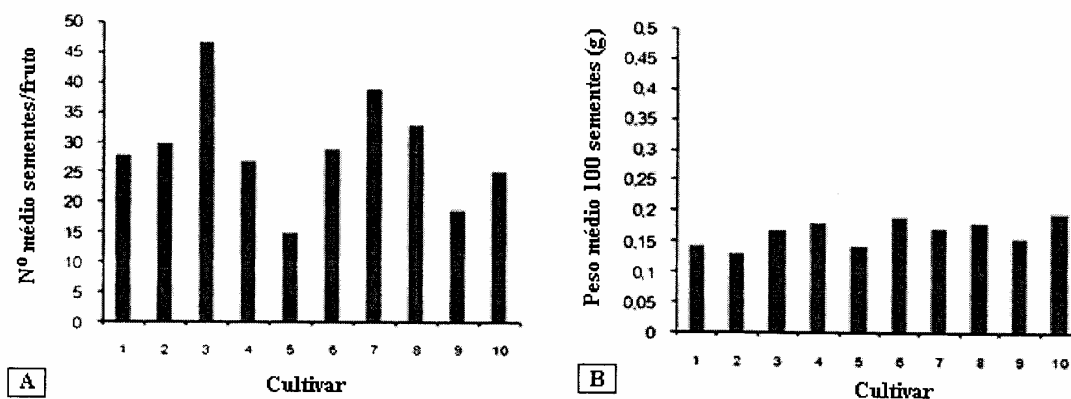 Nº médio sementes/fruto
50
45
40
35
30
25
20
15
10
5
0
1 2 3 4 5 6 7 8 9 10
Cultivar
A
Peso médio 100 sementes (g)
0,5
0,45
0,4
0,35
0,3
0,25
0,2
0,15
0,1
0,05
0
1 2 3 4 5 6 7 8 9 10
Cultivar
B